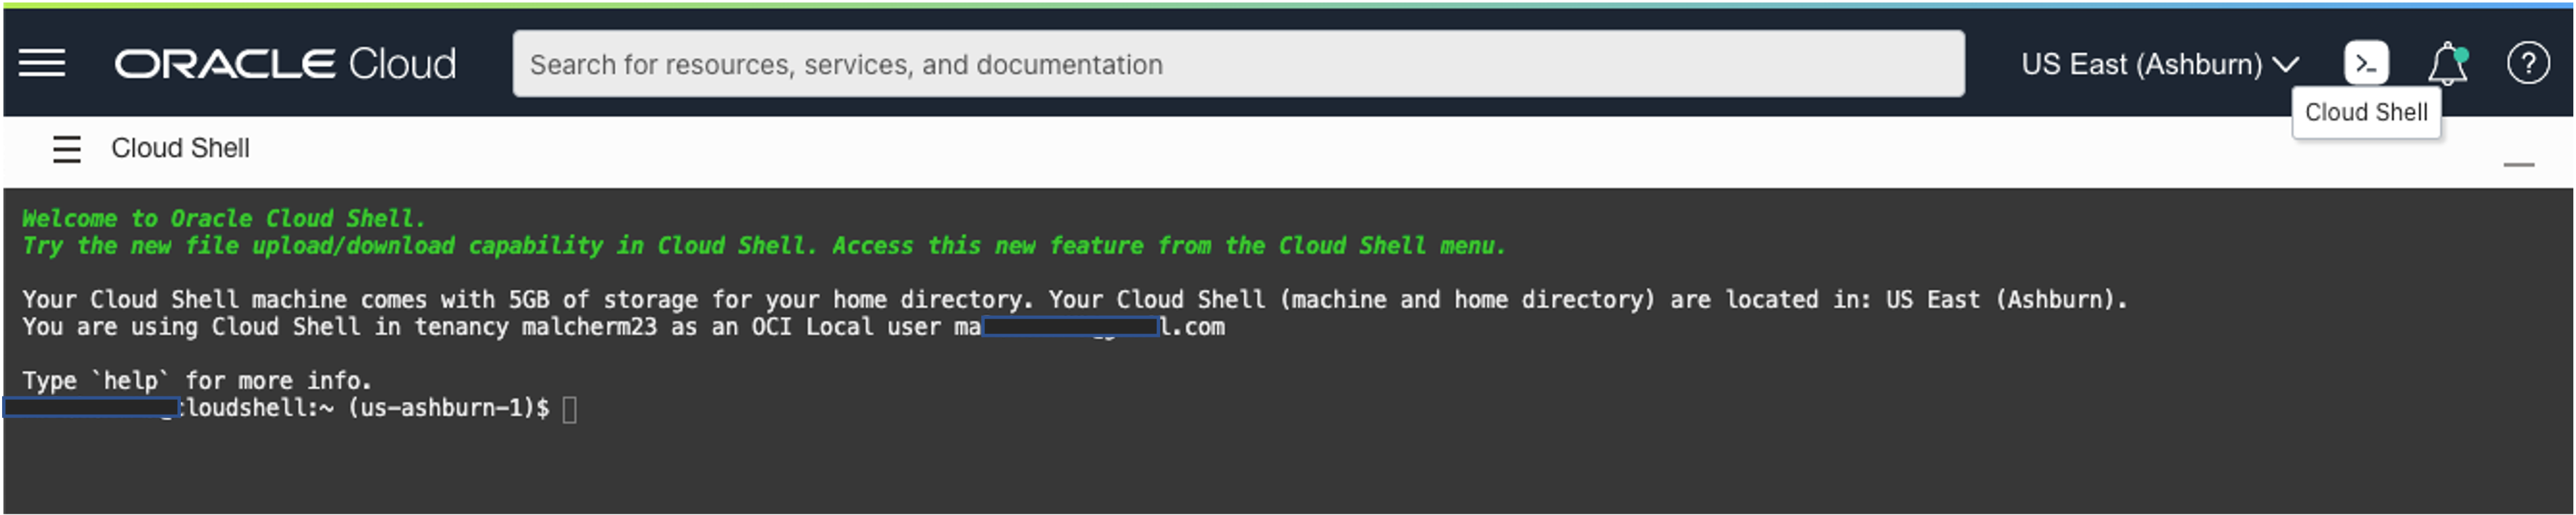 ORACLE Cloud
Search for resources, services, and documentation
US East (Ashburn)
>_
?
Cloud Shell
Cloud Shell
Welcome to Oracle Cloud Shell.
Try the new file upload/download capability in Cloud Shell. Access this new feature from the Cloud Shell menu.
Your Cloud Shell machine comes with 5GB of storage for your home directory. Your Cloud Shell (machine and home directory) are located in: US East (Ashburn).
You are using Cloud Shell in tenancy malcherm23 as an OCI Local user ma l.com
Type `help` for more info.
cloudshell:~ (us-ashburn-1)$